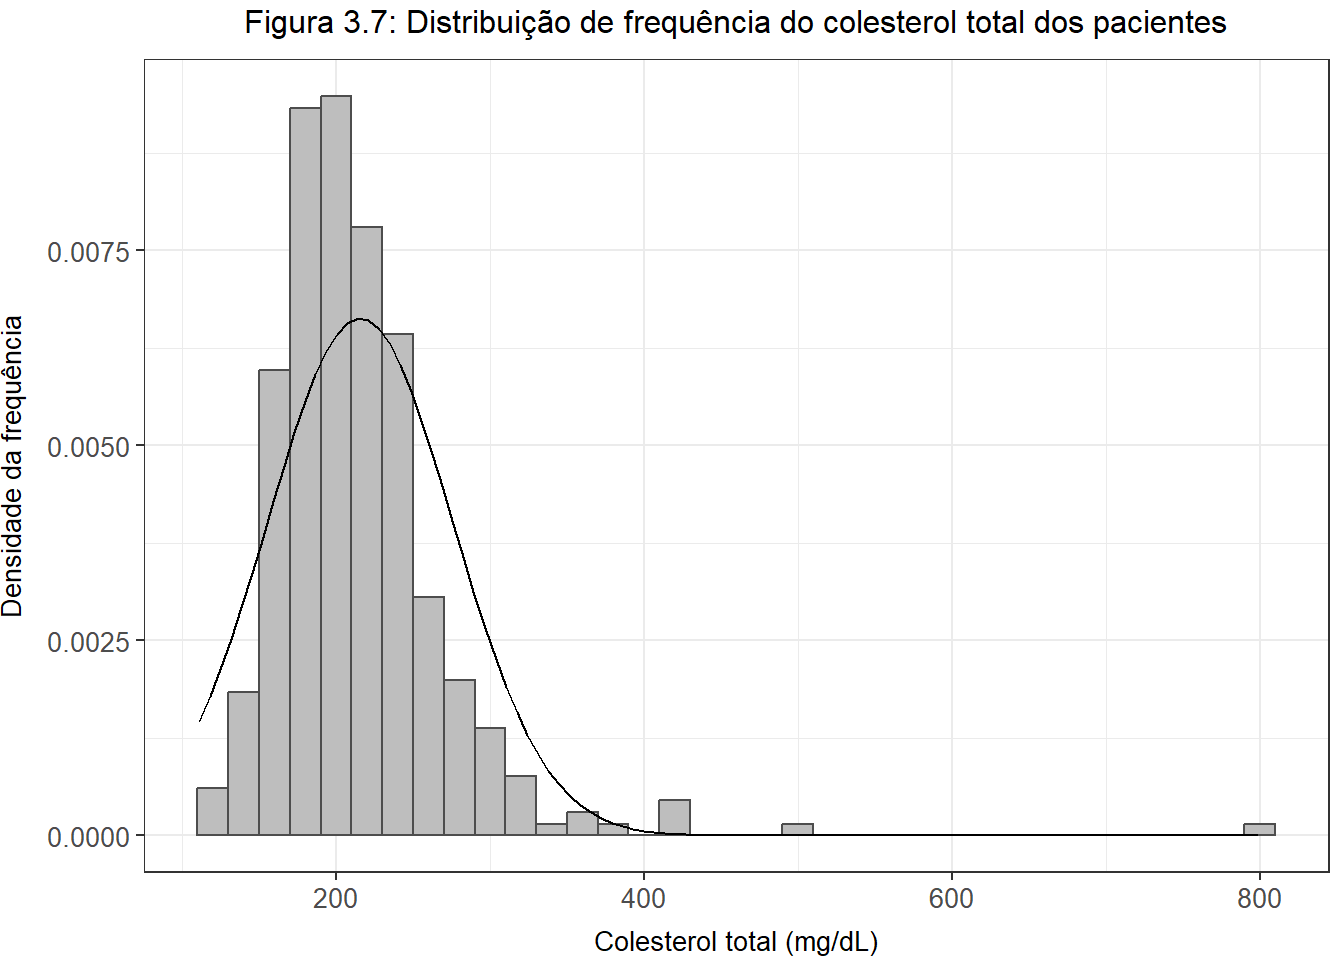 Figura 3.7: Distribuição de frequência do colesterol total dos pacientes
Densidade da frequência
0.0075
0.0050
0.0025
0.0000
200 400 600 800
Colesterol total (mg/dL)